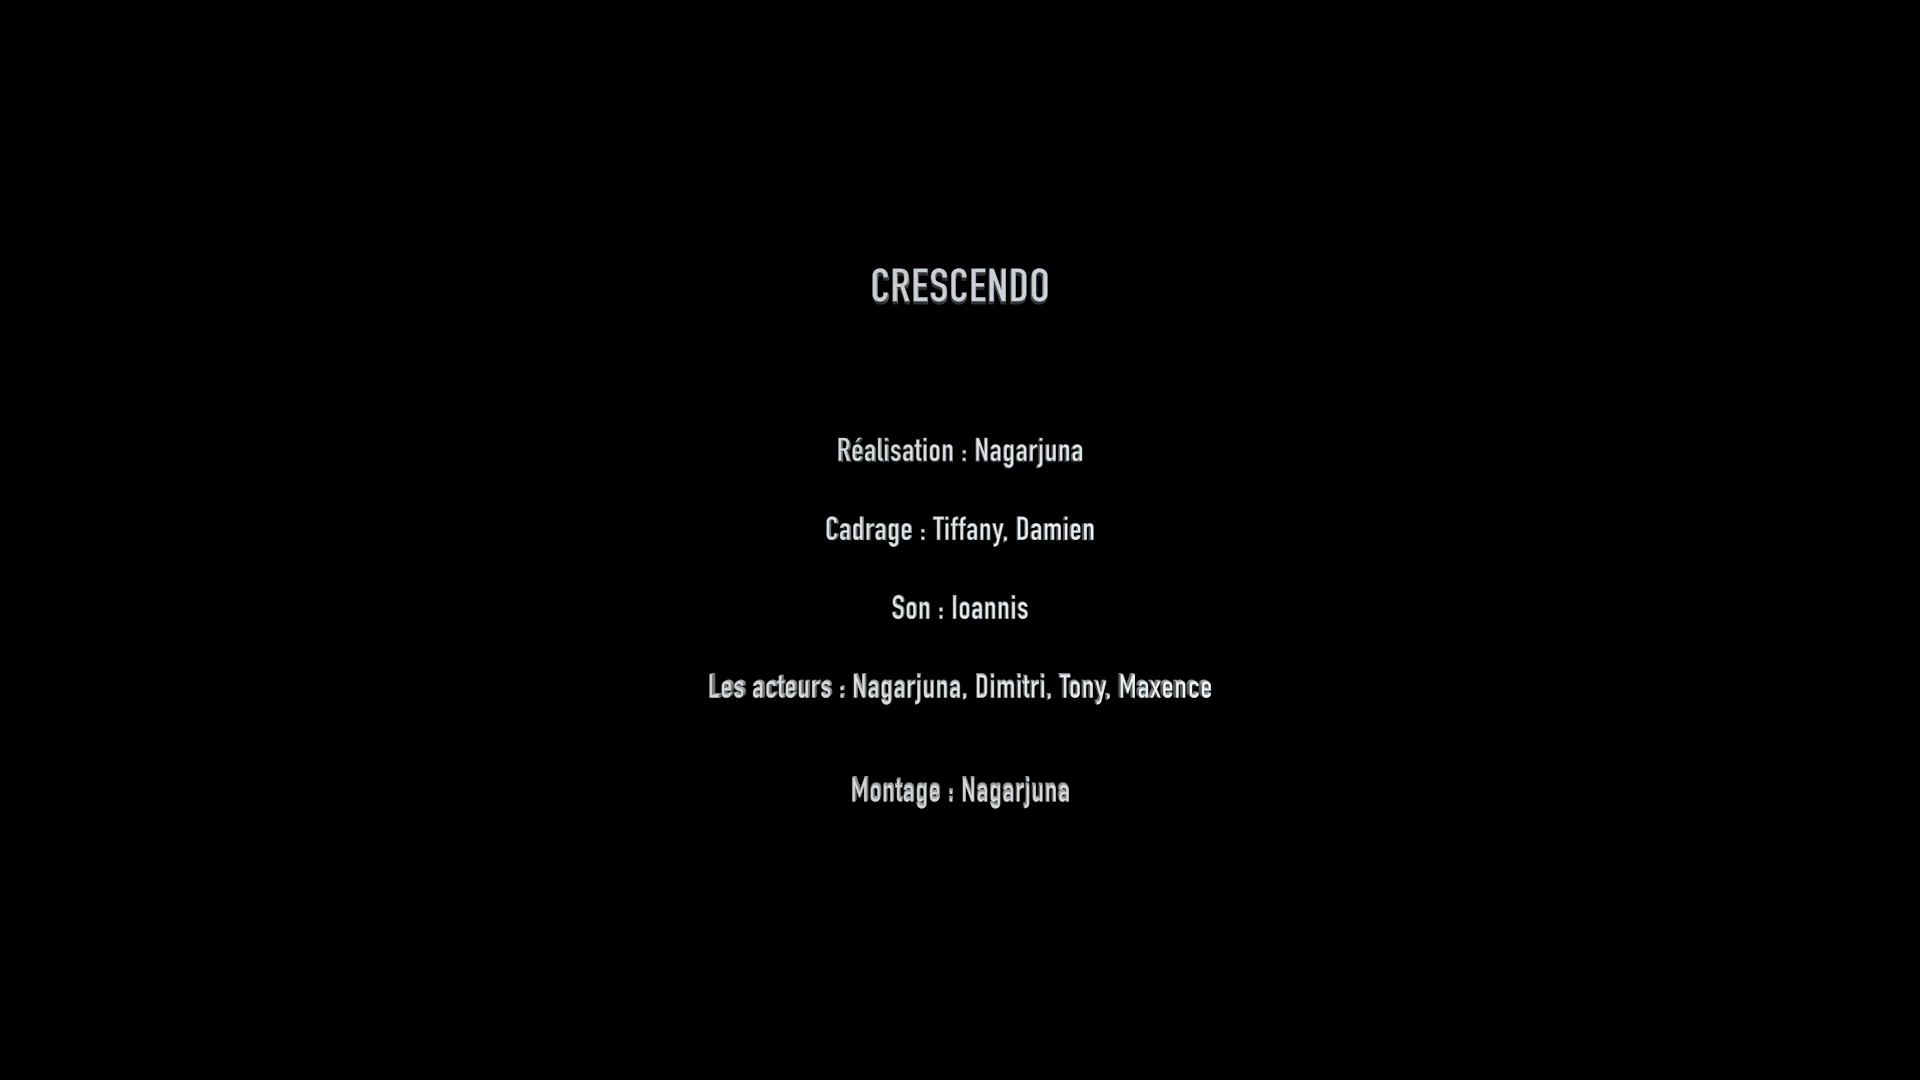 CRESCENDO
Réalisation : Nagarjuna
Cadrage : Tiffany, Damien
Son : Ioannis
Les acteurs : Nagarjuna, Dimitri, Tony, Maxence
Montage : Nagarjuna